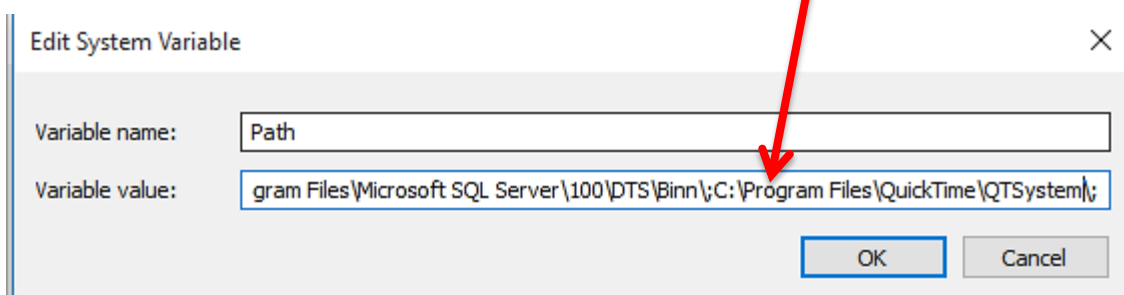 Edit System Variable
Variable name: Path
Variable value: gram Files\Microsoft SQL Server\100\DTS\Binn\;C:\Program Files\QuickTime\QTSystem\;
OK Cancel